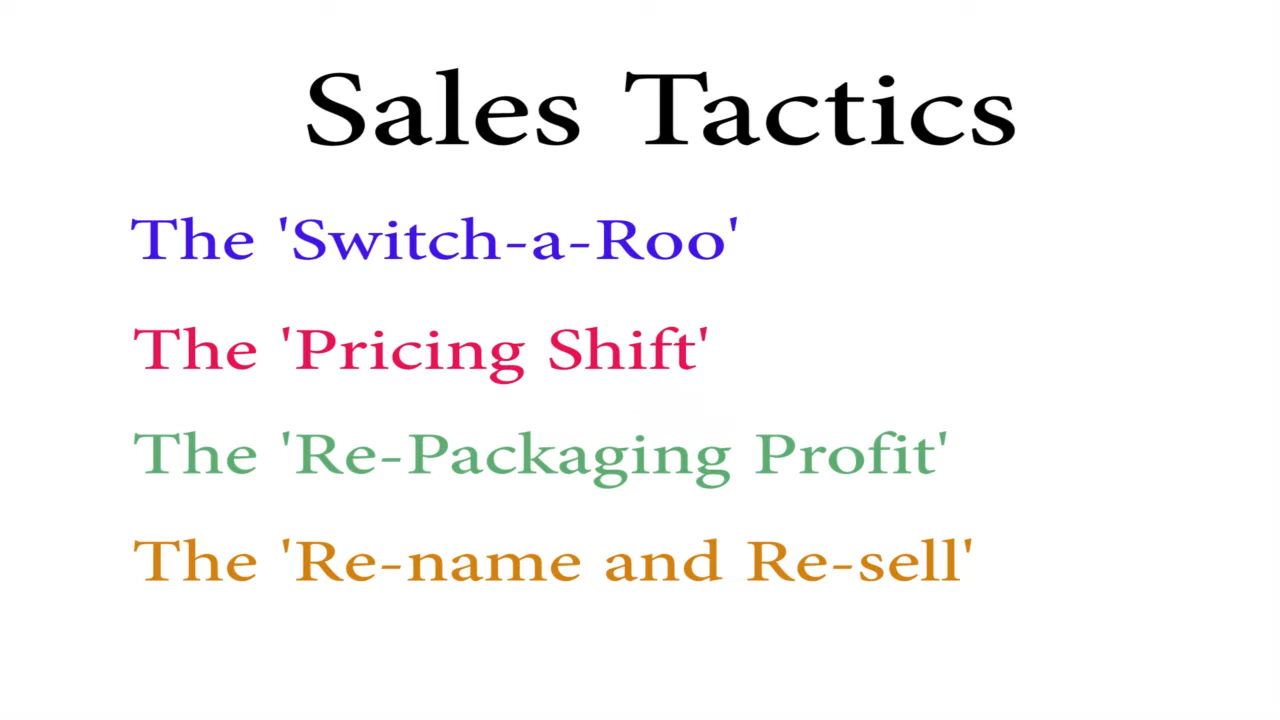 Sales Tactics
The 'Switch-a-Roo'
The 'Pricing Shift'
The 'Re-Packaging Profit'
The 'Re-name and Re-sell'